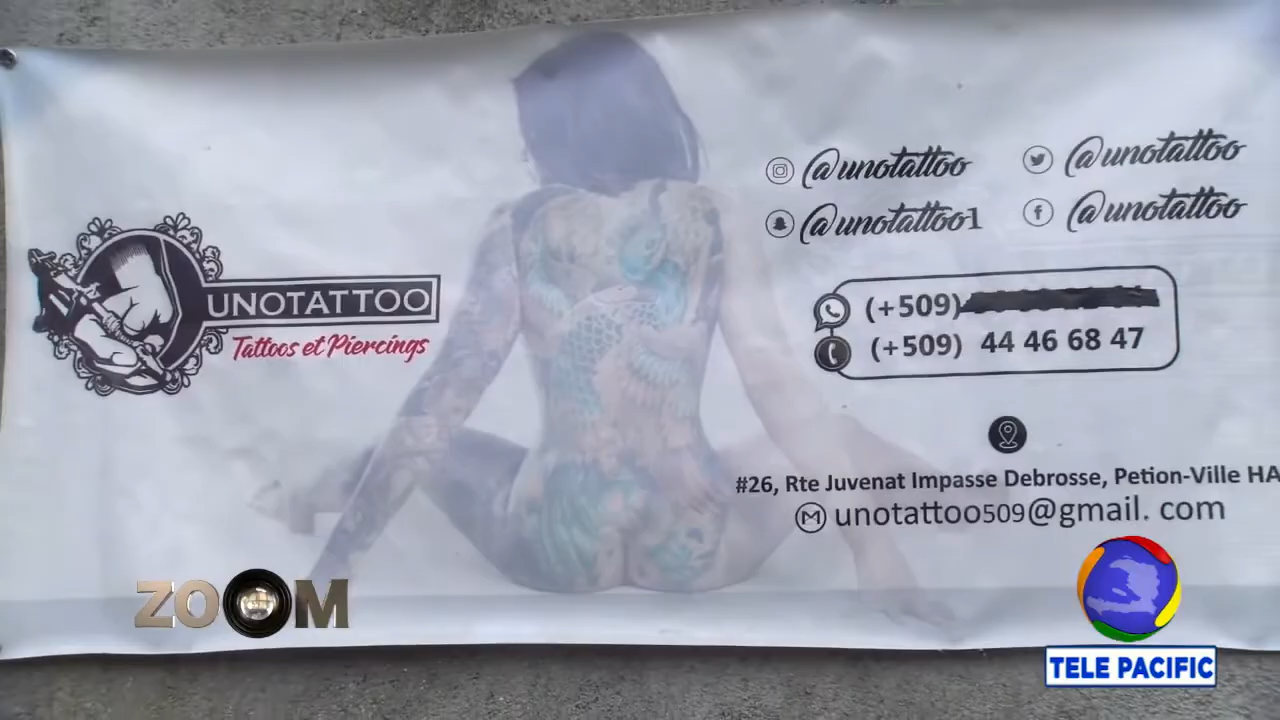 @unotattoo
@unotattoo
@unotattoo1
@unotattoo
UNOTATTOO
Tattoos et Piercings
(+509)
(+509) 44 46 68 47
#26, Rte Juvenat Impasse Debrosse, Petion-Ville HA
unotattoo509@gmail. com
ZOOM
TELE PACIFIC